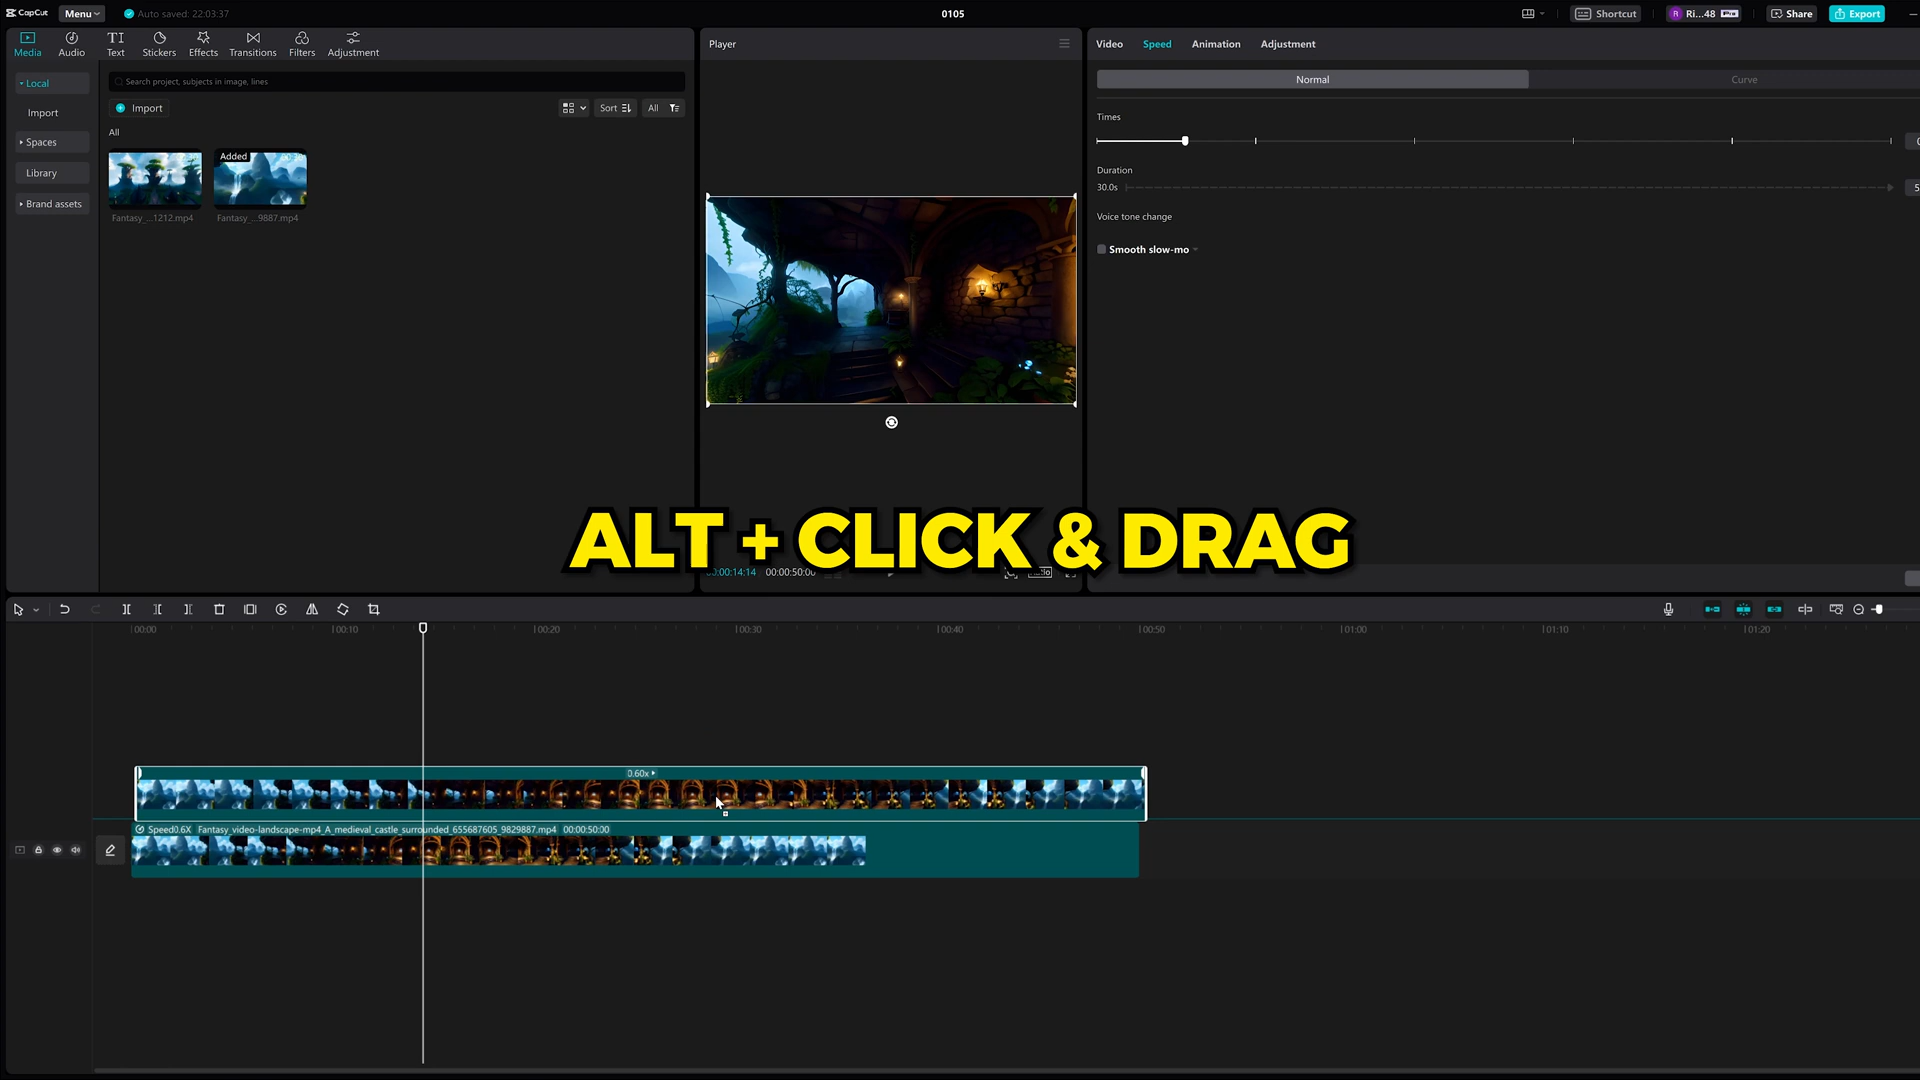 CapCut
Menu
Auto saved: 22:03:37
0105
Shortcut
Ri...48
Pro
Share
Export
Media
Audio
Text
Stickers
Effects
Transitions
Filters
Adjustment
Local
Import
Spaces
Library
Brand assets
Search project, subjects in image, lines
Import
Sort
All
All
Added
Fantasy_...1212.mp4
Fantasy_...9887.mp4
Player
Video
Speed
Animation
Adjustment
Normal
Curve
Times
Duration
30.0s
5
Voice tone change
Smooth slow-mo
ALT + CLICK & DRAG
00:00:14:14
00:00:50:00
00:00
00:10
00:20
00:30
00:40
00:50
01:00
01:10
01:20
0.60x
Speed0.6X
Fantasy_video-landscape-mp4_A_medieval_castle_surrounded_655687605_9829887.mp4
00:00:50:00